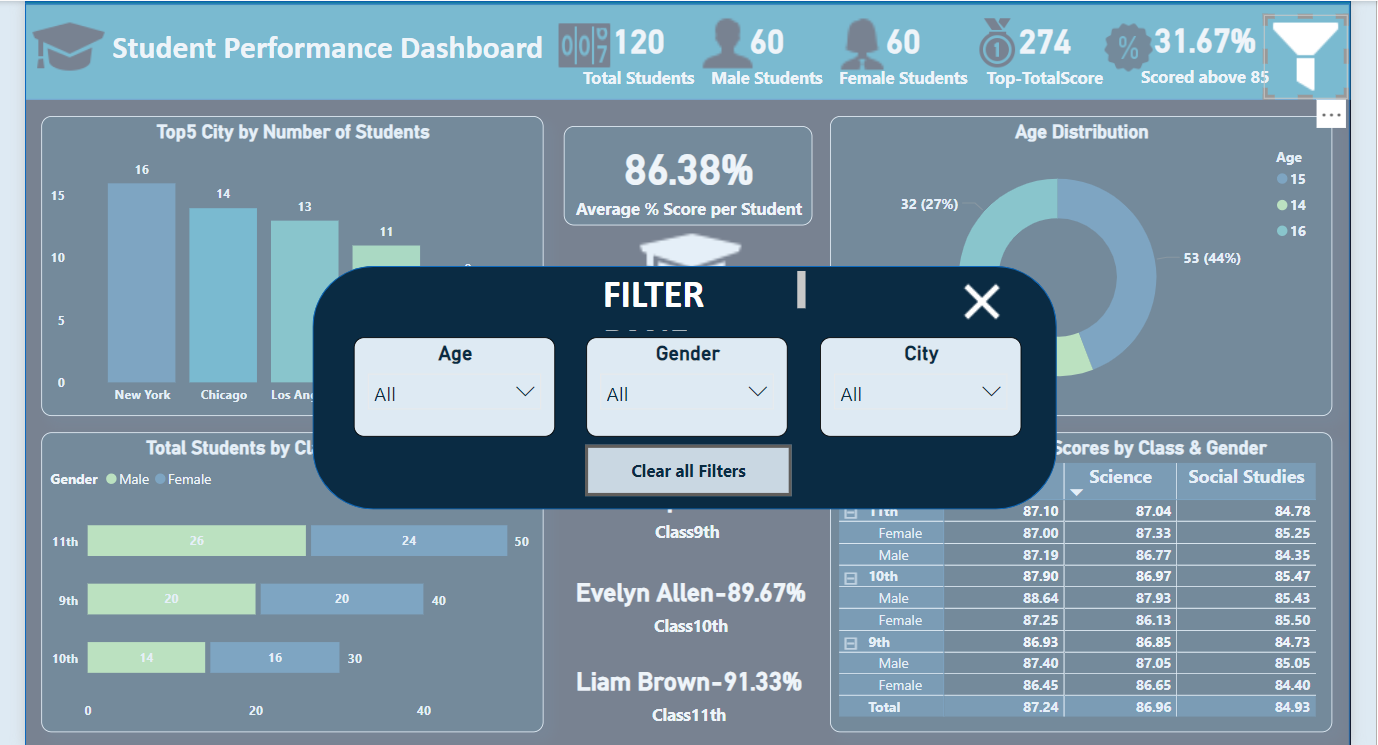 Student Performance Dashboard
007
120
Total Students
60
Male Students
60
Female Students
1
274
Top-TotalScore
%
31.67%
Scored above 85
Top5 City by Number of Students
16
14
13
11
15
10
5
0
New York
Chicago
Los An
86.38%
Average % Score per Student
Age Distribution
Age
15
14
16
32 (27%)
53 (44%)
FILTER
Age
All
Gender
All
City
All
Clear all Filters
Total Students by Cl
Gender Male Female
11th 26 24 50
9th 20 20 40
10th 14 16 30
0 20 40
Class9th
Evelyn Allen-89.67%
Class10th
Liam Brown-91.33%
Class11th
Scores by Class & Gender
Science Social Studies
11th 87.10 87.04 84.78
Female 87.00 87.33 85.25
Male 87.19 86.77 84.35
10th 87.90 86.97 85.47
Male 88.64 87.93 85.43
Female 87.25 86.13 85.50
9th 86.93 86.85 84.73
Male 87.40 87.05 85.05
Female 86.45 86.65 84.40
Total 87.24 86.96 84.93